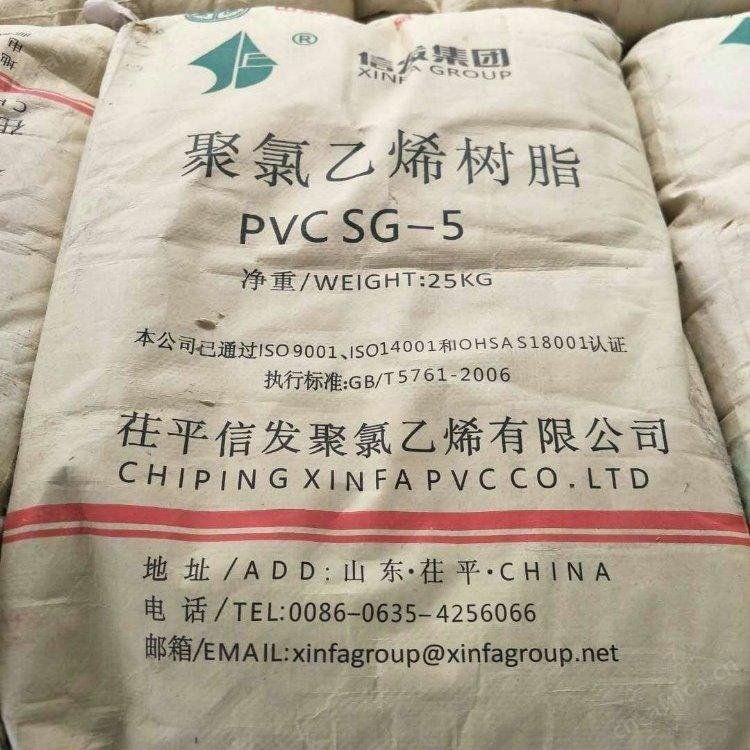 ®
信发集团
XINFA GROUP
聚氯乙烯树脂
PVC SG-5
净重/WEIGHT:25KG
本公司已通过ISO9001、ISO14001和OHSAS18001认证
执行标准:GB/T5761-2006
茌平信发聚氯乙烯有限公司
CHIPING XINFA PVC CO.LTD
地址/ADD:山东·茌平·CHINA
电话/TEL:0086-0635-4256066
邮箱/EMAIL:xinfagroup@xinfagroup.net